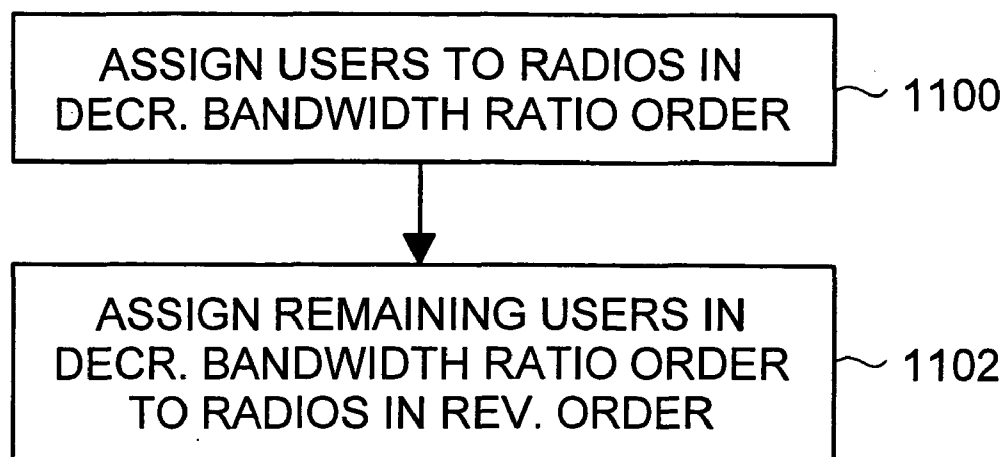 ASSIGN USERS TO RADIOS IN
DECR. BANDWIDTH RATIO ORDER
1100
ASSIGN REMAINING USERS IN
DECR. BANDWIDTH RATIO ORDER
TO RADIOS IN REV. ORDER
1102